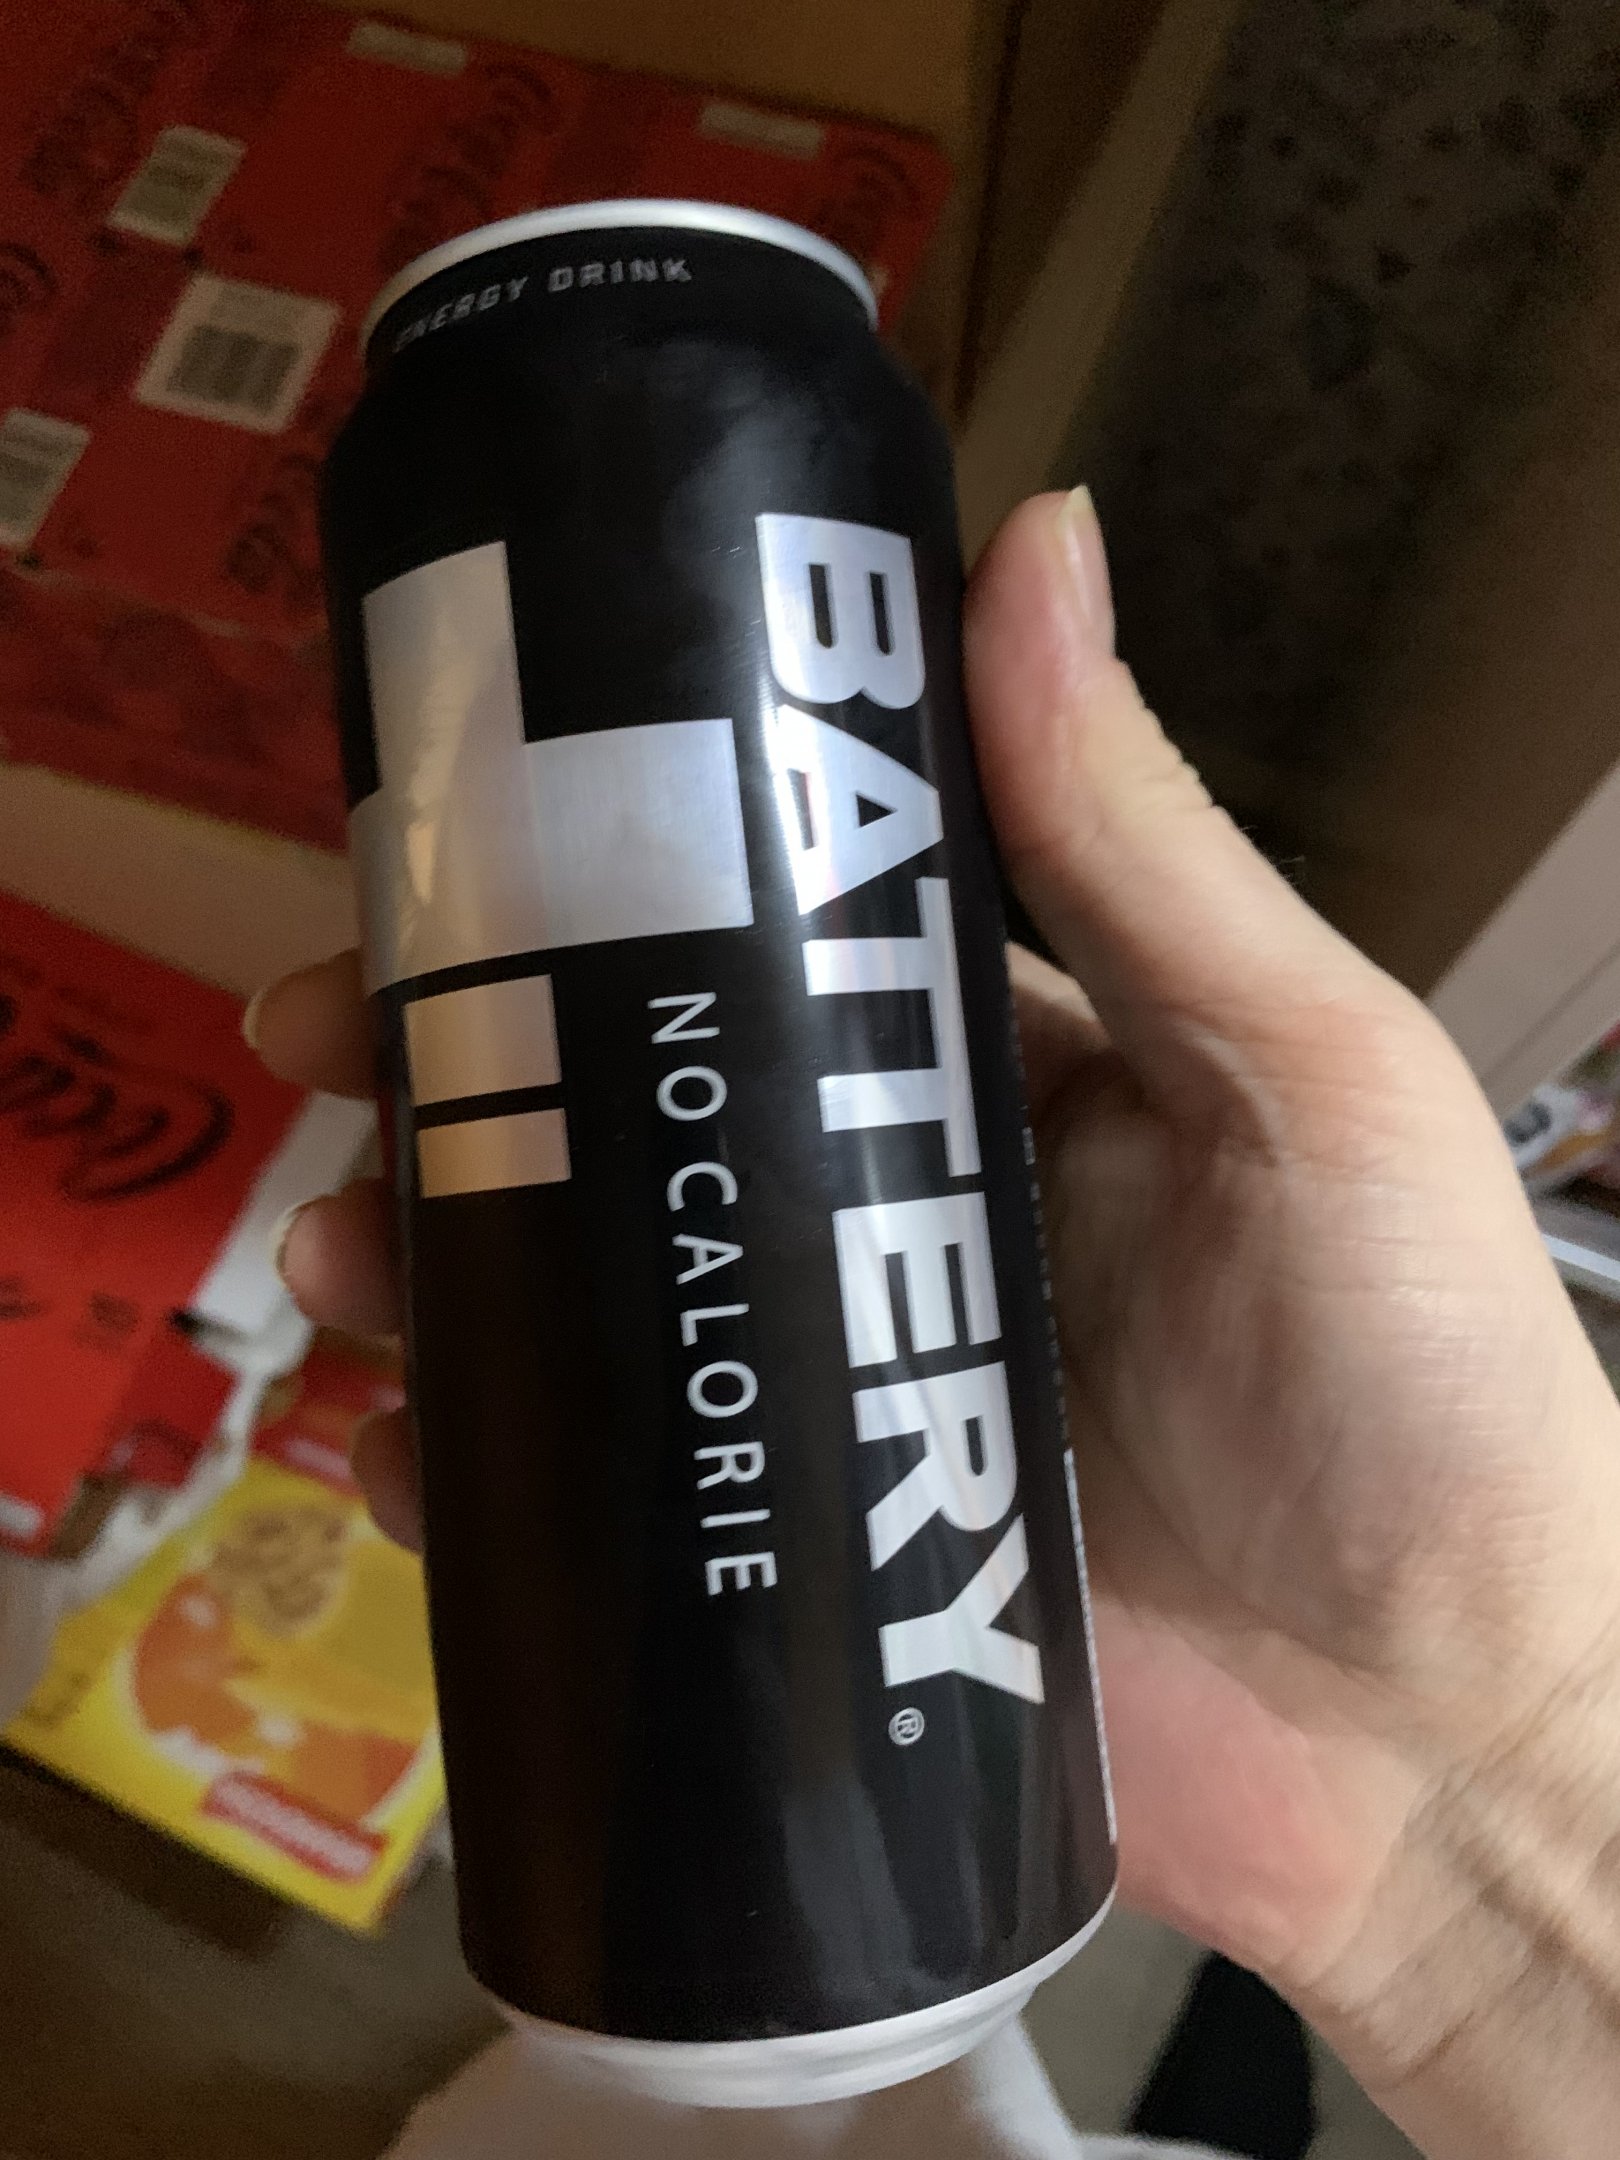 ENERGY DRINK
BATTERY®
NO CALORIE